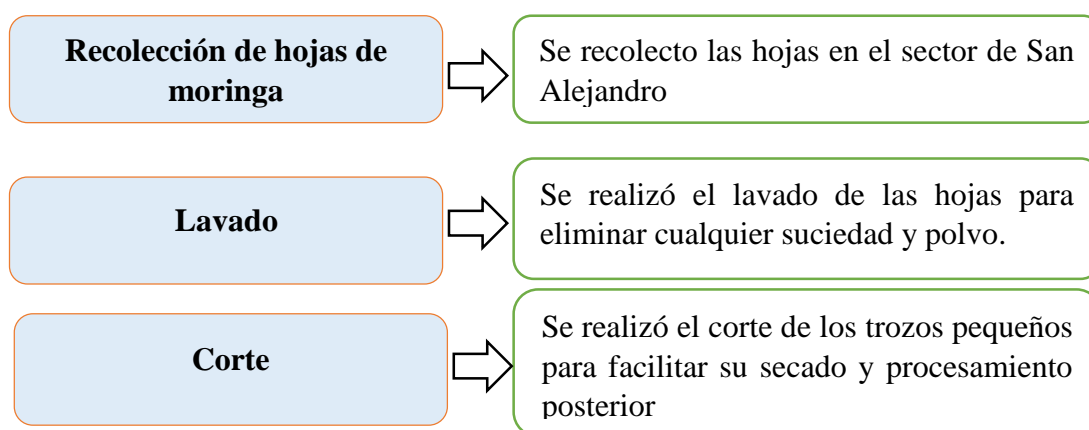 Recolección de hojas de
moringa
Se recolecto las hojas en el sector de San
Alejandro
Lavado
Se realizó el lavado de las hojas para
eliminar cualquier suciedad y polvo.
Corte
Se realizó el corte de los trozos pequeños
para facilitar su secado y procesamiento
posterior